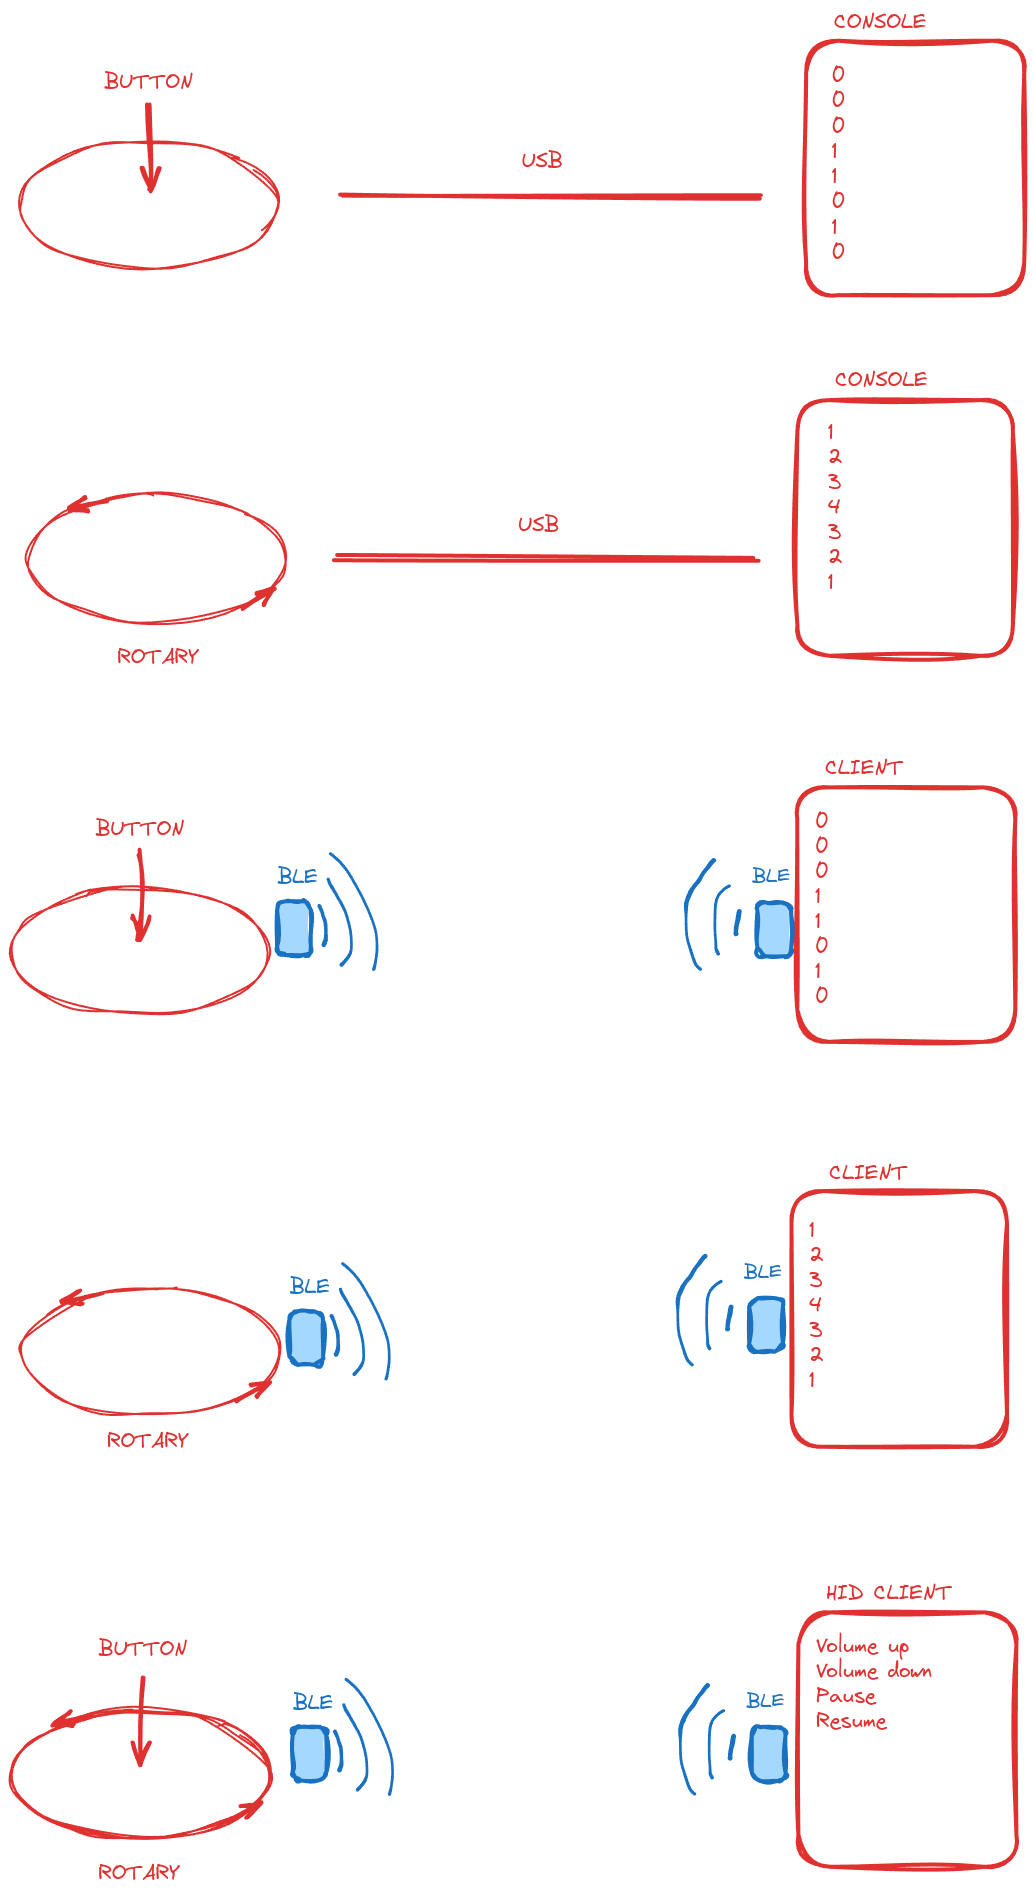 CONSOLE
BUTTON
USB
0
0
0
1
1
0
1
0
CONSOLE
USB
1
2
3
4
3
2
1
ROTARY
CLIENT
BUTTON
BLE
BLE
0
0
0
1
1
0
1
0
CLIENT
BLE
BLE
1
2
3
4
3
2
1
ROTARY
HID CLIENT
BUTTON
BLE
BLE
Volume up
Volume down
Pause
Resume
ROTARY